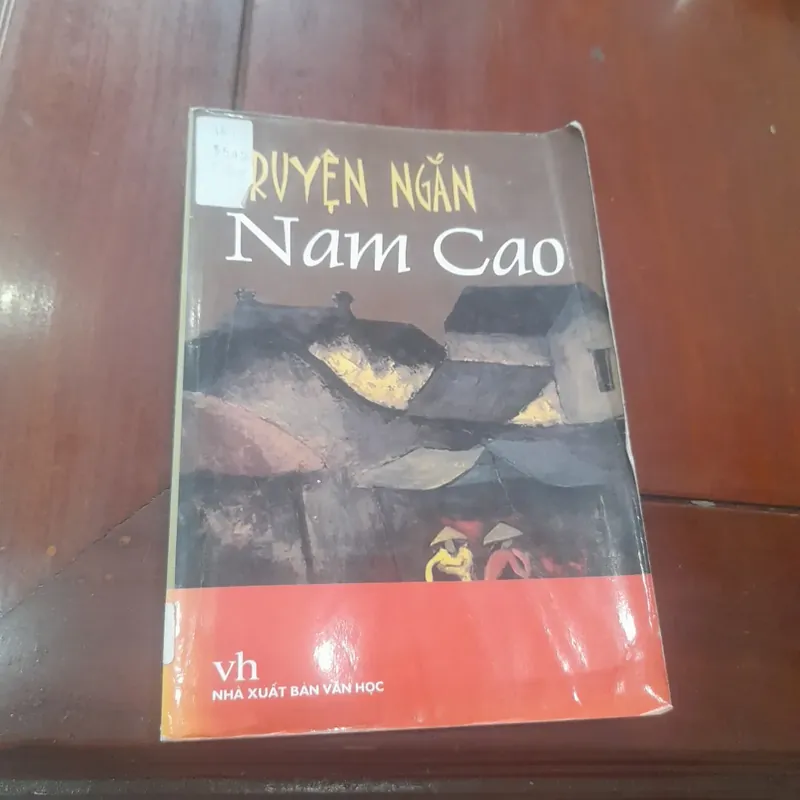 RUYỆN NGẮN
Nam Cao
vh
NHÀ XUẤT BẢN VĂN HỌC